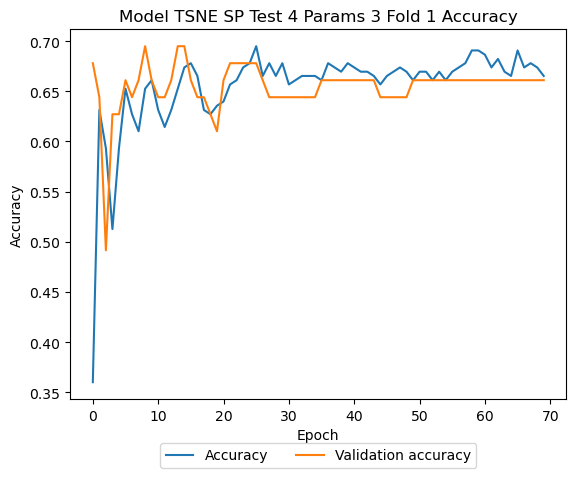 Model TSNE SP Test 4 Params 3 Fold 1 Accuracy
0.70
0.65
0.60
0.55
0.50
0.45
0.40
0.35
Accuracy
0 10 20 30 40 50 60 70
Epoch
Accuracy Validation accuracy